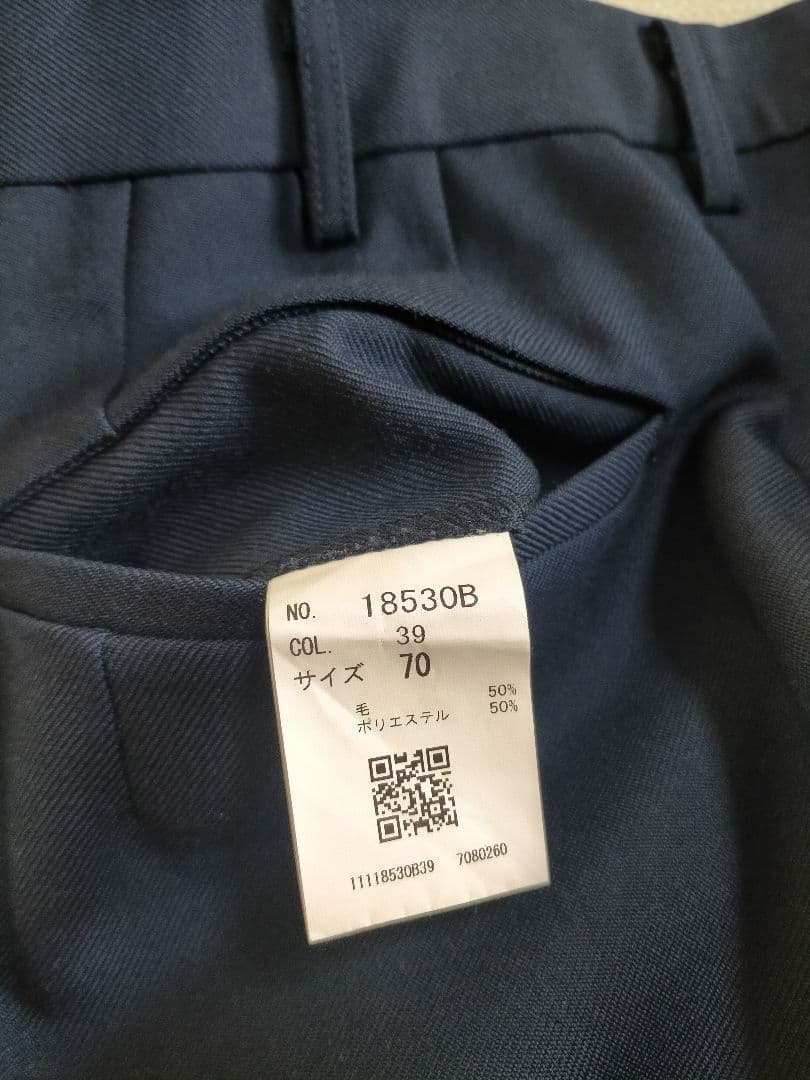 NO. 18530B
COL. 39
サイズ 70
毛 50%
ポリエステル 50%
11118530B39 7080260